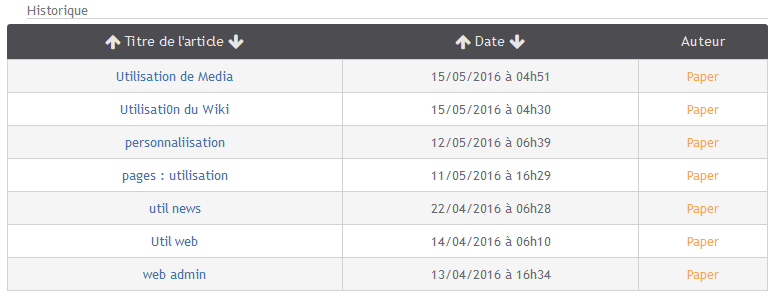 Historique
Titre de l'article Date Auteur
Utilisation de Media 15/05/2016 à 04h51 Paper
Utilisati0n du Wiki 15/05/2016 à 04h30 Paper
personnaliisation 12/05/2016 à 06h39 Paper
pages : utilisation 11/05/2016 à 16h29 Paper
util news 22/04/2016 à 06h28 Paper
Util web 14/04/2016 à 06h10 Paper
web admin 13/04/2016 à 16h34 Paper